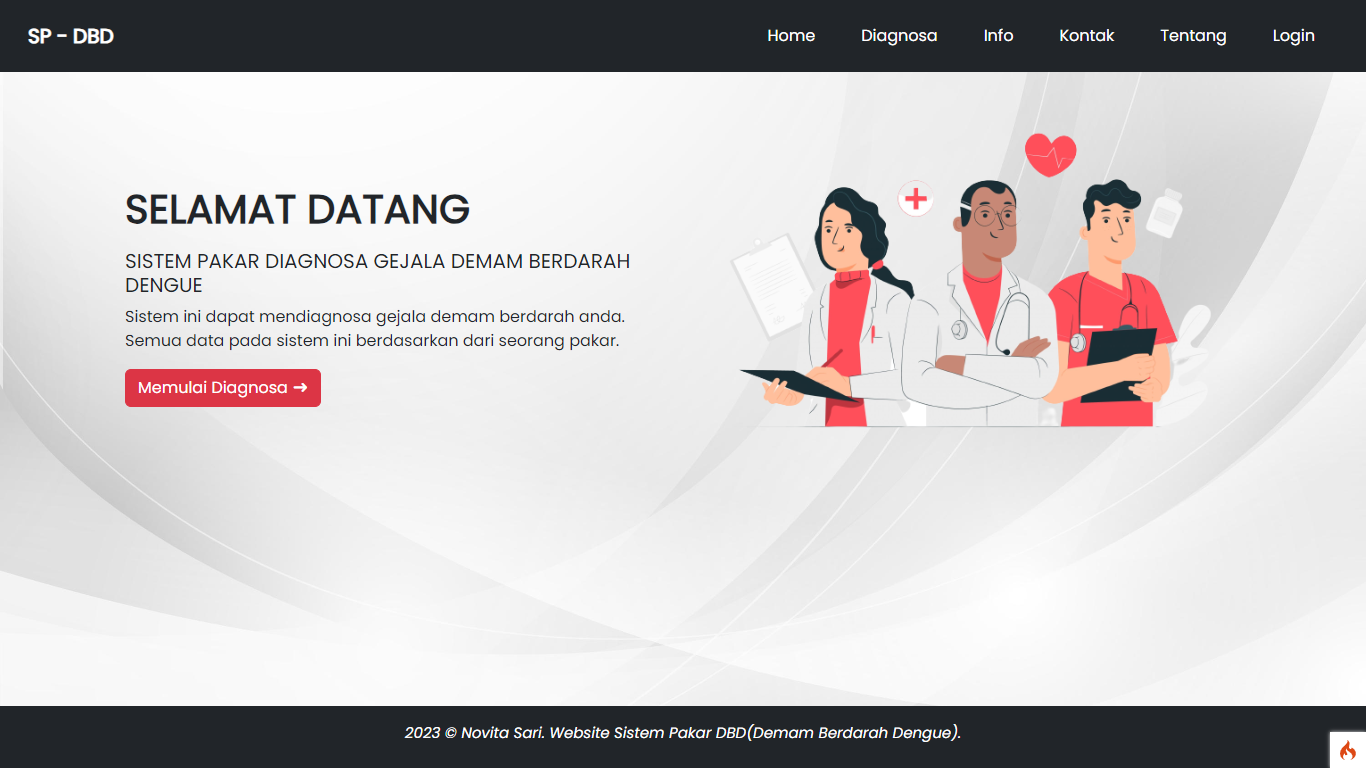 SP - DBD
Home
Diagnosa
Info
Kontak
Tentang
Login
SELAMAT DATANG
SISTEM PAKAR DIAGNOSA GEJALA DEMAM BERDARAH
DENGUE
Sistem ini dapat mendiagnosa gejala demam berdarah anda.
Semua data pada sistem ini berdasarkan dari seorang pakar.
Memulai Diagnosa ➜
2023 © Novita Sari. Website Sistem Pakar DBD(Demam Berdarah Dengue).